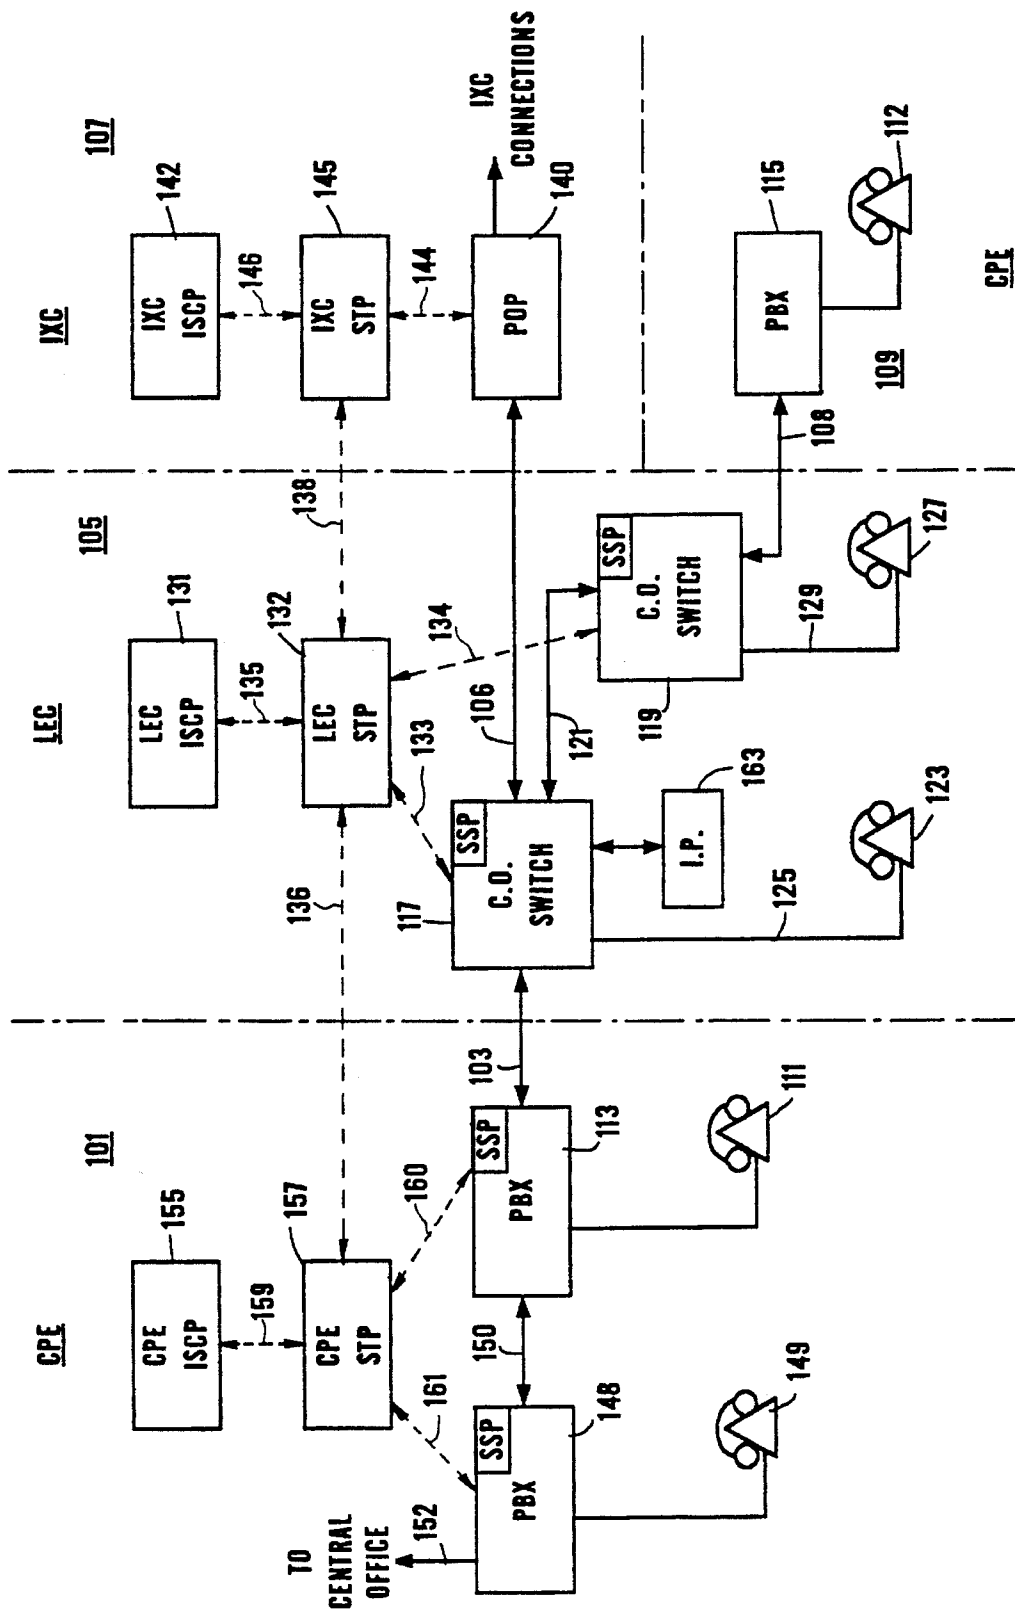 CPE
101
CPE
ISCP
155
159
CPE
STP
157
161
160
136
TO
CENTRAL
OFFICE
152
SSP
PBX
148
150
SSP
PBX
113
103
149
111
LEC
105
LEC
ISCP
131
135
LEC
STP
132
133
134
138
117
SSP
C.O.
SWITCH
106
121
I.P.
163
119
SSP
C.O.
SWITCH
125
123
129
127
IXC
107
IXC
ISCP
142
146
IXC
STP
145
144
POP
140
IXC
CONNECTIONS
108
PBX
115
109
112
CPE